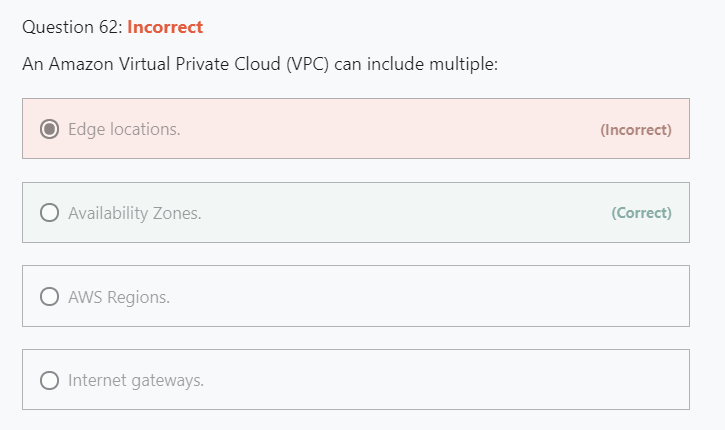 Question 62: Incorrect
An Amazon Virtual Private Cloud (VPC) can include multiple:
Edge locations. (Incorrect)
Availability Zones. (Correct)
AWS Regions.
Internet gateways.